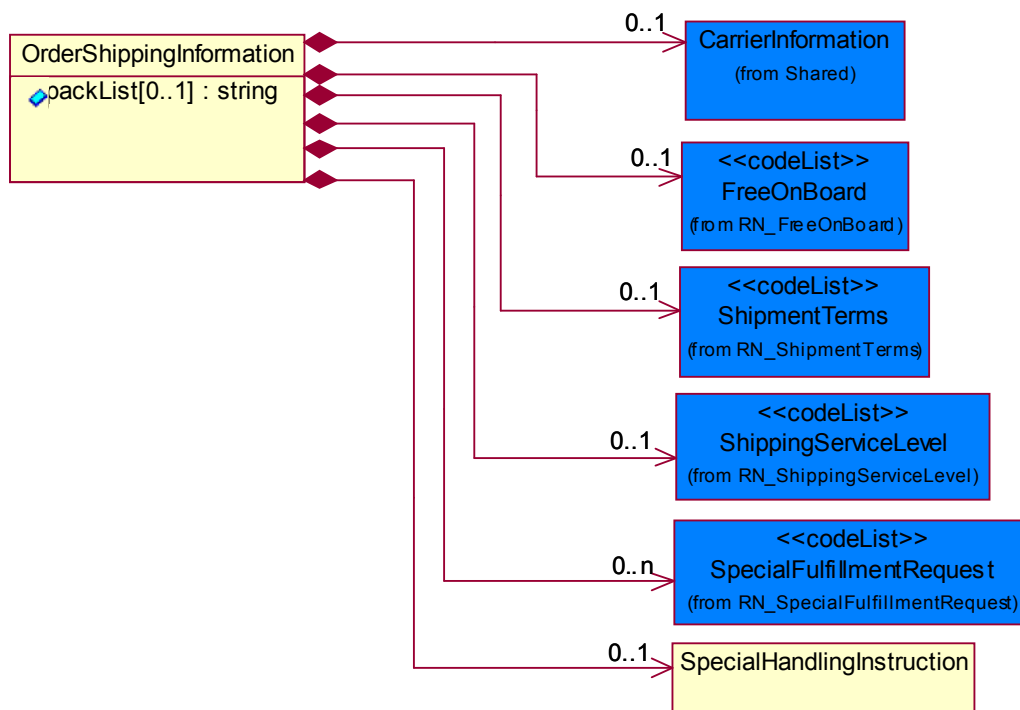 OrderShippingInformation
packList[0..1] : string
0..1
CarrierInformation
(from Shared)
0..1
<<codeList>>
FreeOnBoard
(from RN_FreeOnBoard)
0..1
<<codeList>>
ShipmentTerms
(from RN_ShipmentTerms)
0..1
<<codeList>>
ShippingServiceLevel
(from RN_ShippingServiceLevel)
0..n
<<codeList>>
SpecialFulfillmentRequest
(from RN_SpecialFulfillmentRequest)
0..1
SpecialHandlingInstruction